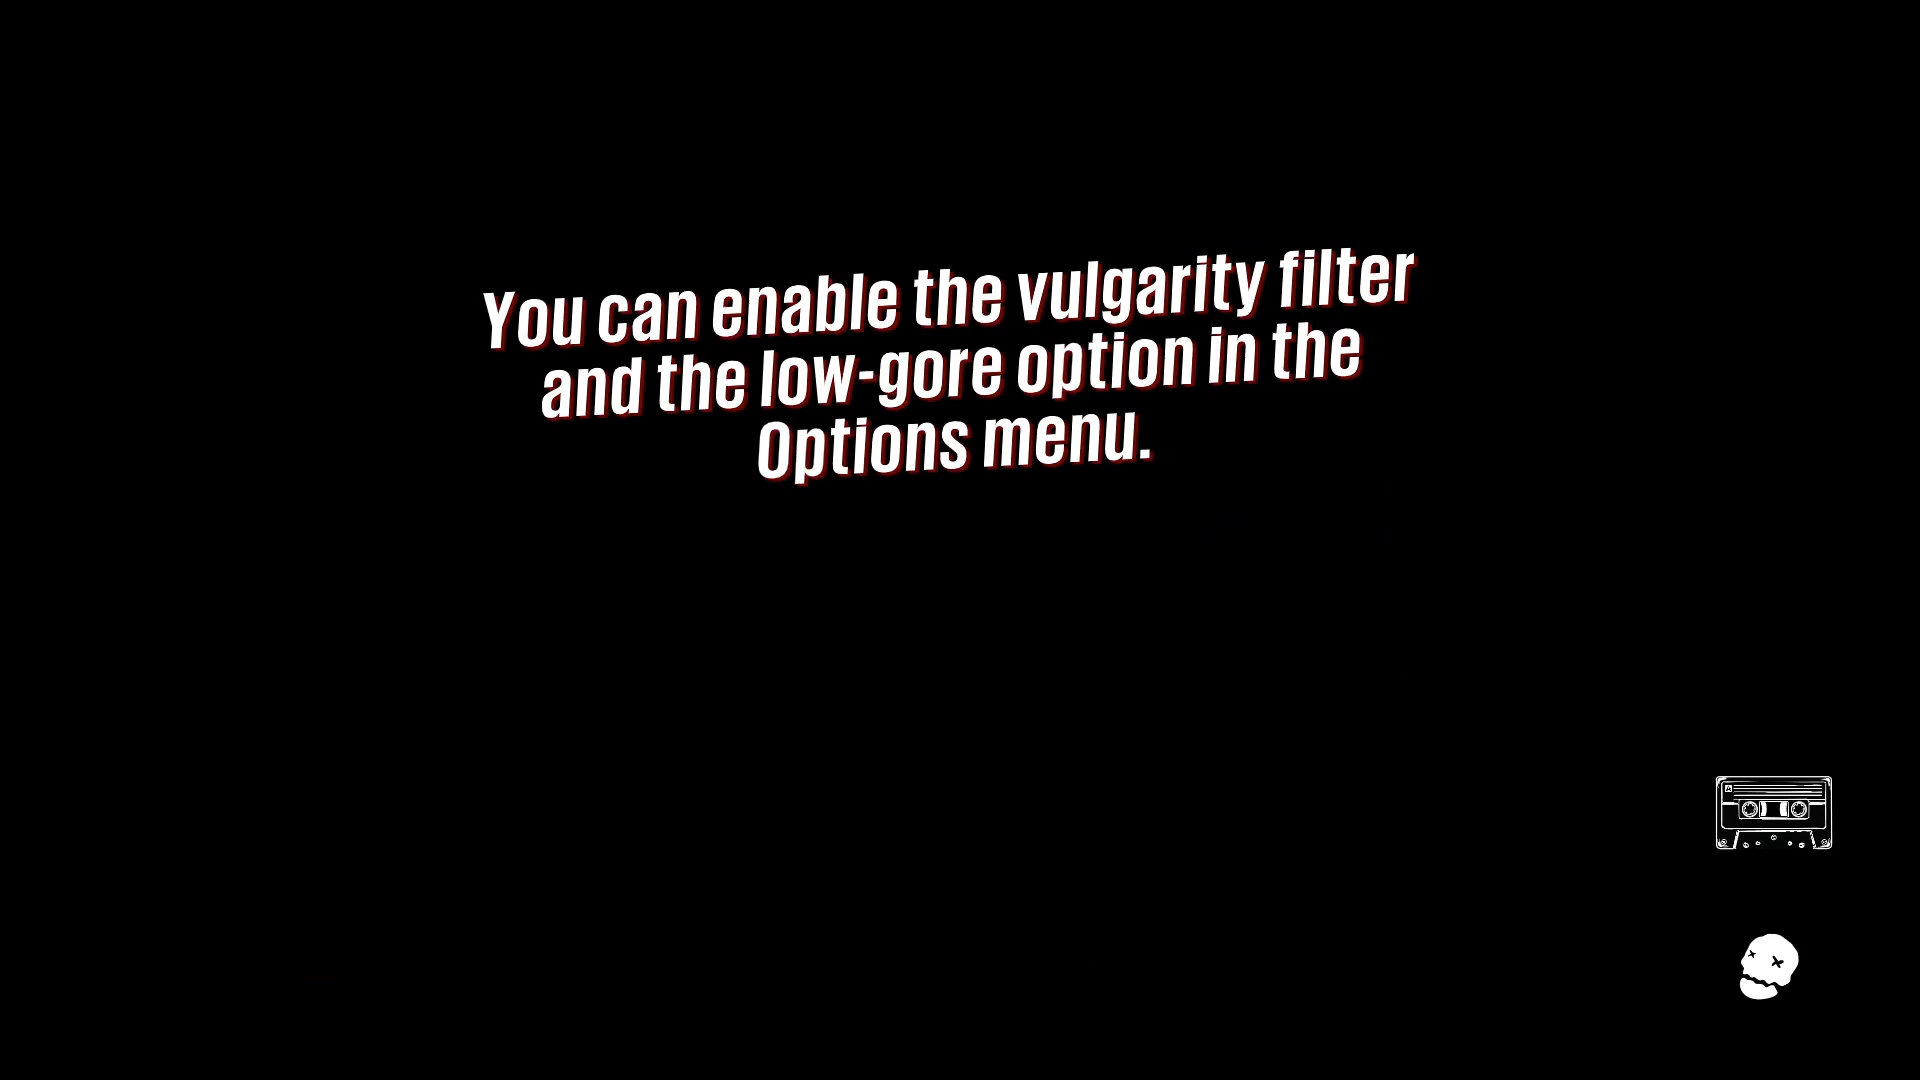 You can enable the vulgarity filter
and the low-gore option in the
Options menu.